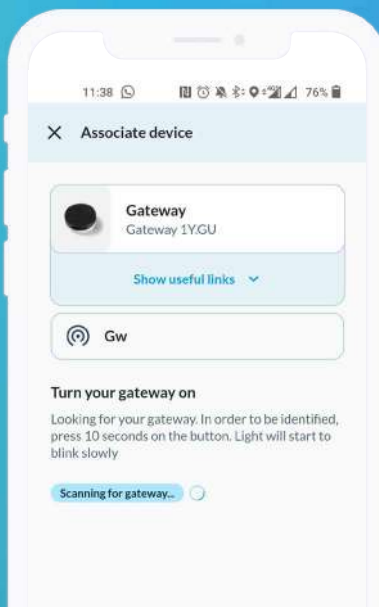 11:38 76%
Associate device
Gateway
Gateway 1Y.GU
Show useful links
Gw
Turn your gateway on
Looking for your gateway. In order to be identified,
press 10 seconds on the button. Light will start to
blink slowly
Scanning for gateway...